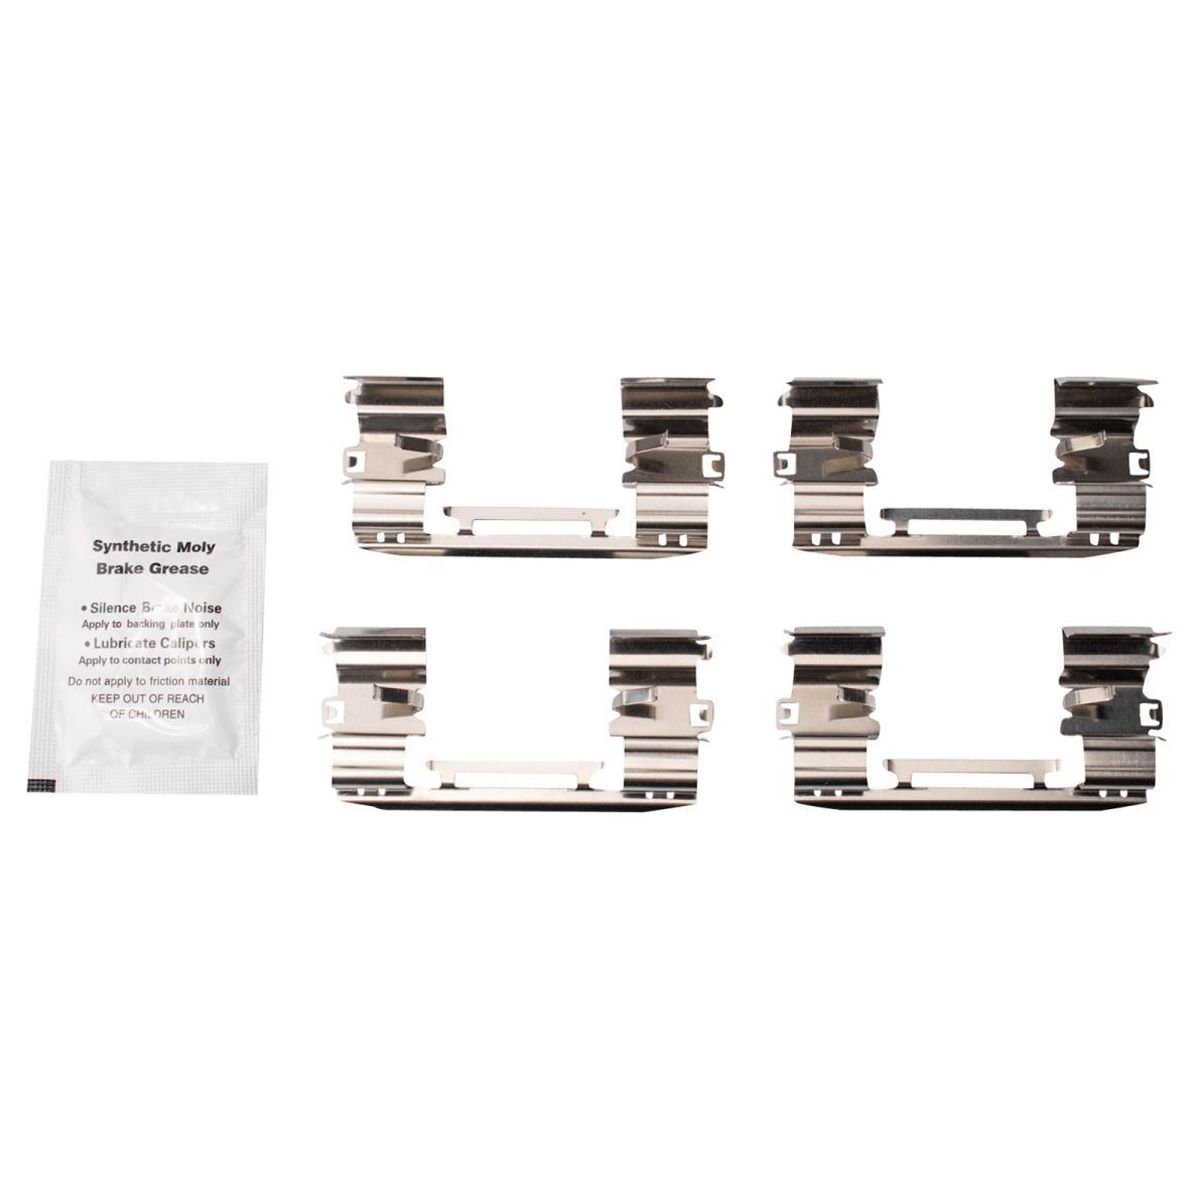 Synthetic Moly
Brake Grease
• Silence Brake Noise
Apply to backing plate only
• Lubricate Calipers
Apply to contact points only
Do not apply to friction material
KEEP OUT OF REACH
OF CHILDREN